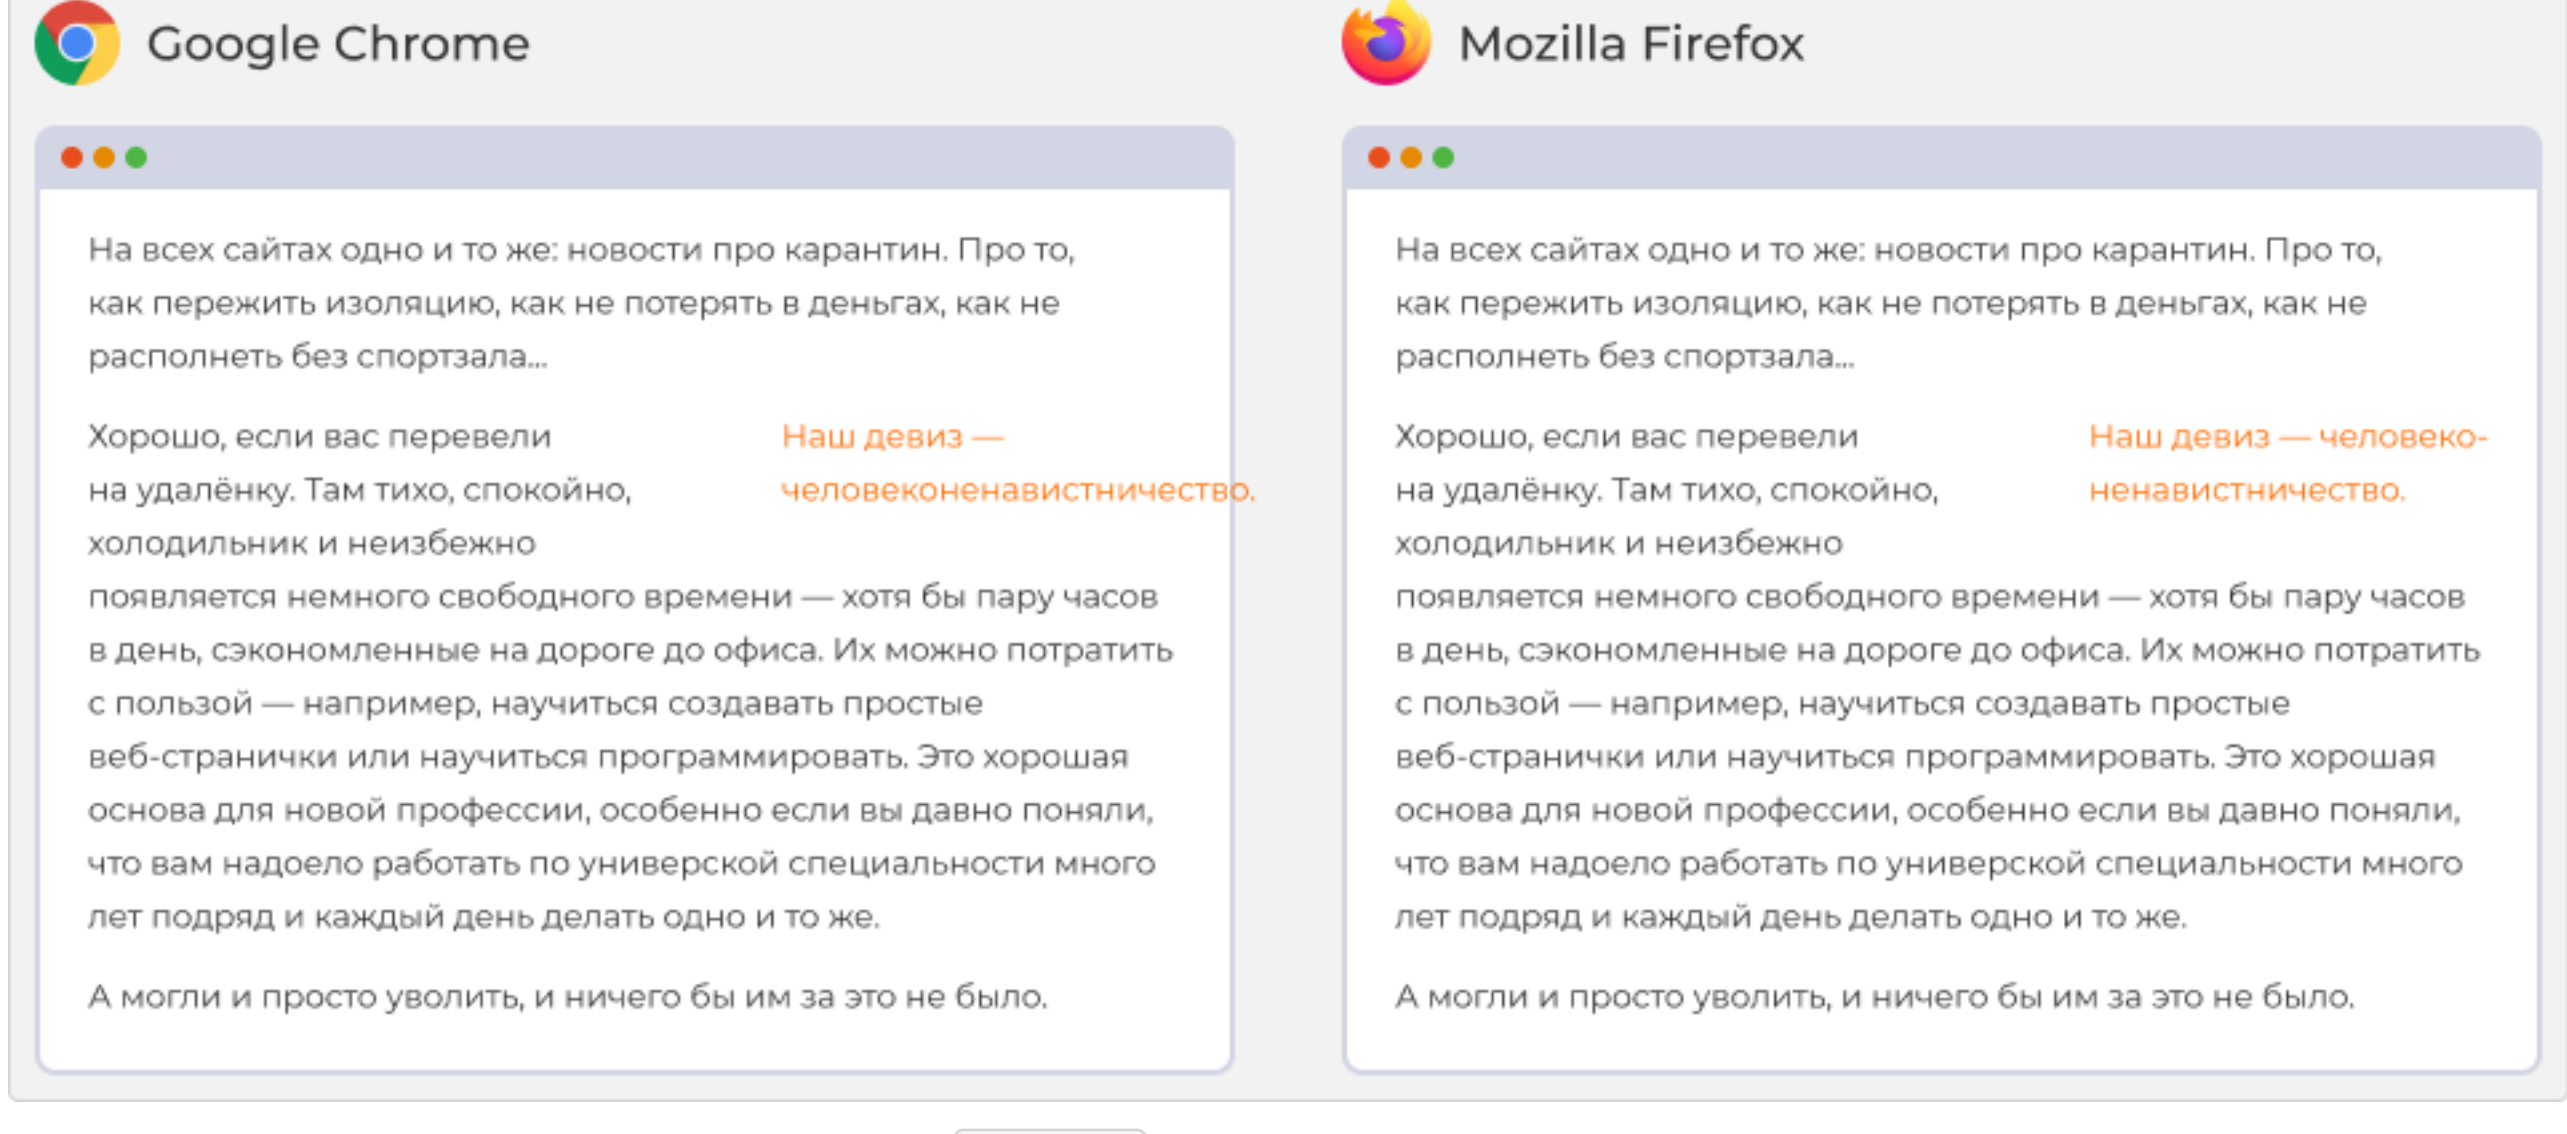 Google Chrome
На всех сайтах одно и то же: новости про карантин. Про то,
как пережить изоляцию, как не потерять в деньгах, как не
располнеть без спортзала...
Хорошо, если вас перевели
на удалёнку. Там тихо, спокойно,
холодильник и неизбежно
Наш девиз —
человеконенавистничество.
появляется немного свободного времени — хотя бы пару часов
в день, сэкономленные на дороге до офиса. Их можно потратить
с пользой — например, научиться создавать простые
веб-странички или научиться программировать. Это хорошая
основа для новой профессии, особенно если вы давно поняли,
что вам надоело работать по универской специальности много
лет подряд и каждый день делать одно и то же.
А могли и просто уволить, и ничего бы им за это не было.
Mozilla Firefox
На всех сайтах одно и то же: новости про карантин. Про то,
как пережить изоляцию, как не потерять в деньгах, как не
располнеть без спортзала...
Хорошо, если вас перевели
на удалёнку. Там тихо, спокойно,
холодильник и неизбежно
Наш девиз — человеко-
ненавистничество.
появляется немного свободного времени — хотя бы пару часов
в день, сэкономленные на дороге до офиса. Их можно потратить
с пользой — например, научиться создавать простые
веб-странички или научиться программировать. Это хорошая
основа для новой профессии, особенно если вы давно поняли,
что вам надоело работать по универской специальности много
лет подряд и каждый день делать одно и то же.
А могли и просто уволить, и ничего бы им за это не было.